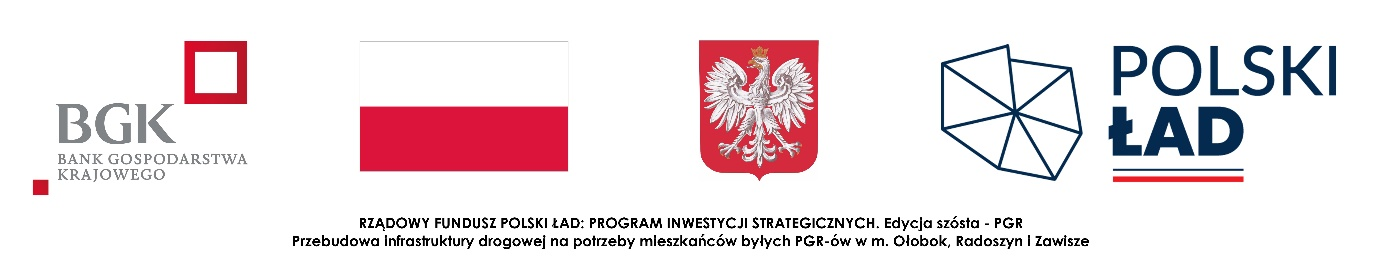 BGK
BANK GOSPODARSTWA
KRAJOWEGO
POLSKI
ŁAD
RZĄDOWY FUNDUSZ POLSKI ŁAD: PROGRAM INWESTYCJI STRATEGICZNYCH. Edycja szósta - PGR
Przebudowa infrastruktury drogowej na potrzeby mieszkańców byłych PGR-ów w m. Ołobok, Radoszyn i Zawisze